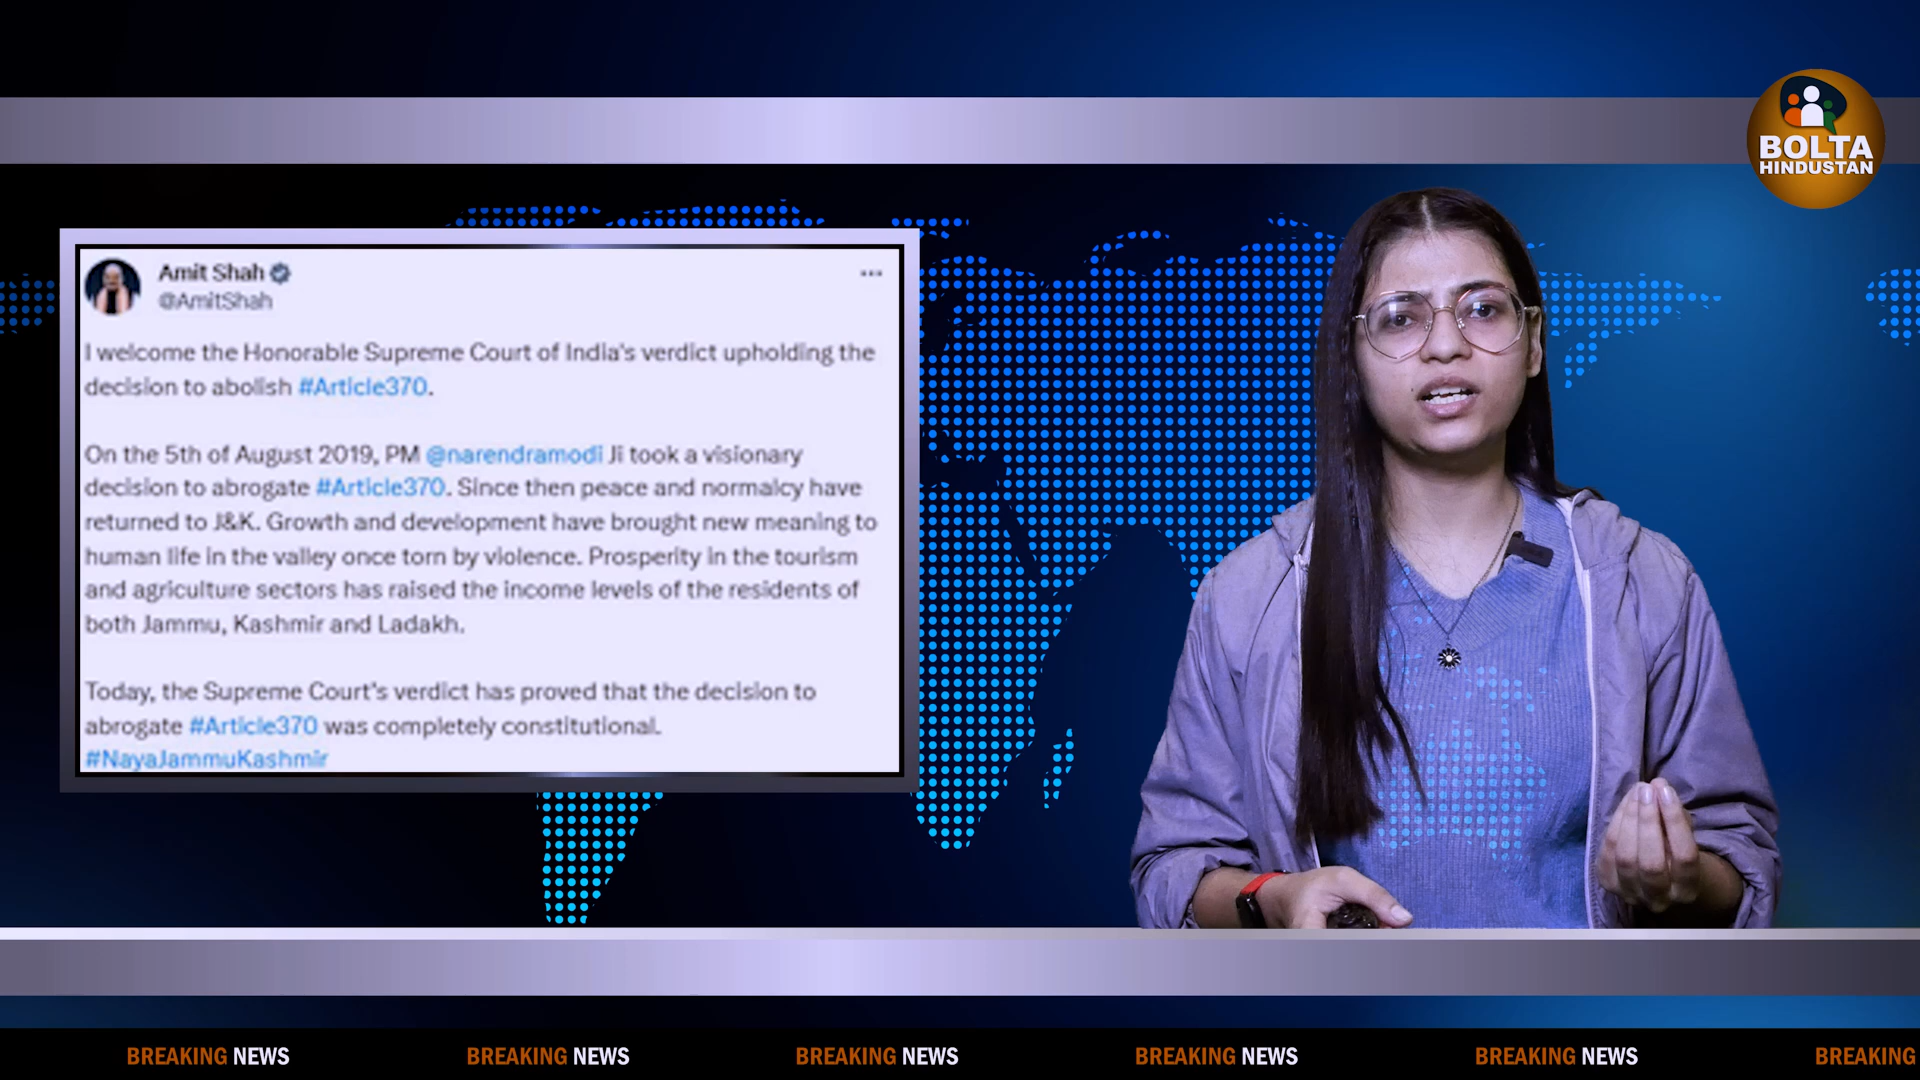 BOLTA
HINDUSTAN
Amit Shah
@AmitShah
I welcome the Honorable Supreme Court of India's verdict upholding the
decision to abolish #Article370.
On the 5th of August 2019, PM @narendramodi Ji took a visionary
decision to abrogate #Article370. Since then peace and normalcy have
returned to J&K. Growth and development have brought new meaning to
human life in the valley once torn by violence. Prosperity in the tourism
and agriculture sectors has raised the income levels of the residents of
both Jammu, Kashmir and Ladakh.
Today, the Supreme Court's verdict has proved that the decision to
abrogate #Article370 was completely constitutional.
#NayaJammuKashmir
BREAKING NEWS BREAKING NEWS BREAKING NEWS BREAKING NEWS BREAKING NEWS BREAKING